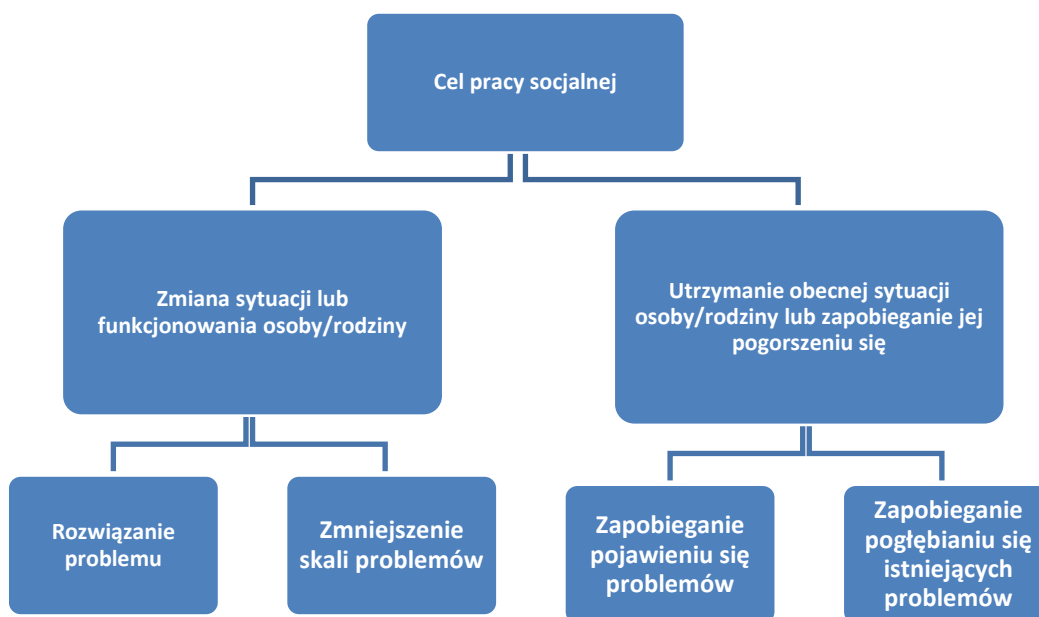 Cel pracy socjalnej
Zmiana sytuacji lub
funkcjonowania osoby/rodziny
Utrzymanie obecnej sytuacji
osoby/rodziny lub zapobieganie jej
pogorszeniu się
Rozwiązanie
problemu
Zmniejszenie
skali problemów
Zapobieganie
pojawieniu się
problemów
Zapobieganie
pogłębianiu się
istniejących
problemów